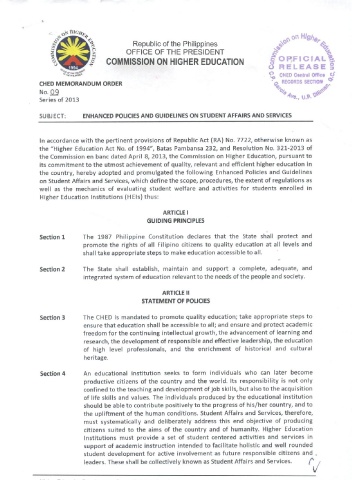 Republic of the Philippines
OFFICE OF THE PRESIDENT
COMMISSION ON HIGHER EDUCATION
COMMISSION ON HIGHER EDUCATION
Commission on Higher Education
OFFICIAL
RELEASE
CHED Central Office
RECORDS SECTION
C.P. Garcia Ave., U.P. Diliman,
CHED MEMORANDUM ORDER
No. 09
Series of 2013
SUBJECT: ENHANCED POLICIES AND GUIDELINES ON STUDENT AFFAIRS AND SERVICES
In accordance with the pertinent provisions of Republic Act (RA) No. 7722, otherwise known as
the "Higher Education Act No. of 1994", Batas Pambansa 232, and Resolution No. 321-2013 of
the Commission en banc dated April 8, 2013, the Commission on Higher Education, pursuant to
its commitment to the utmost achievement of quality, relevant and efficient higher education in
the country, hereby adopted and promulgated the following Enhanced Policies and Guidelines
on Student Affairs and Services, which define the scope, procedures, the extent of regulations as
well as the mechanics of evaluating student welfare and activities for students enrolled in
Higher Education Institutions (HEIs) thus:
ARTICLE I
GUIDING PRINCIPLES
Section 1 The 1987 Philippine Constitution declares that the State shall protect and
promote the rights of all Filipino citizens to quality education at all levels and
shall take appropriate steps to make education accessible to all.
Section 2 The State shall establish, maintain and support a complete, adequate, and
integrated system of education relevant to the needs of the people and society.
ARTICLE II
STATEMENT OF POLICIES
Section 3 The CHED is mandated to promote quality education; take appropriate steps to
ensure that education shall be accessible to all; and ensure and protect academic
freedom for the continuing intellectual growth, the advancement of learning and
research, the development of responsible and effective leadership, the education
of high level professionals, and the enrichment of historical and cultural
heritage.
Section 4 An educational institution seeks to form individuals who can later become
productive citizens of the country and the world. Its responsibility is not only
confined to the teaching and development of job skills, but also to the acquisition
of life skills and values. The individuals produced by the educational institution
should be able to contribute positively to the progress of his/her country, and to
the upliftment of the human conditions. Student Affairs and Services, therefore,
must systematically and deliberately address this end objective of producing
citizens suited to the aims of the country and of humanity. Higher Education
Institutions must provide a set of student centered activities and services in
support of academic instruction intended to facilitate holistic and well rounded
student development for active involvement as future responsible citizens and
leaders. These shall be collectively known as Student Affairs and Services.